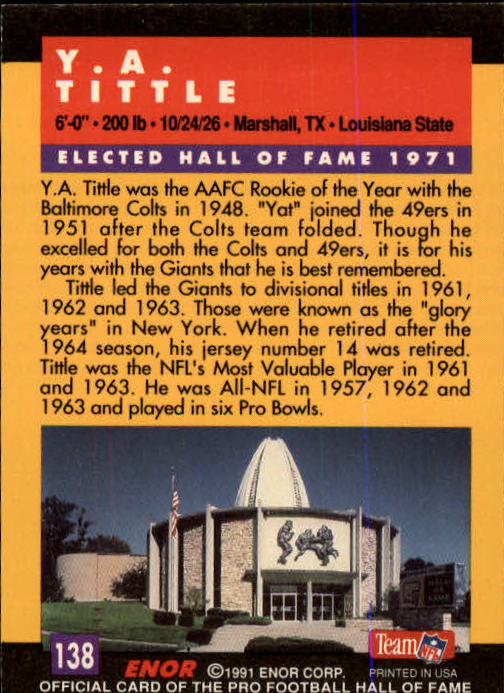 Y. A.
TITTLE
6'-0" • 200 lb • 10/24/26 • Marshall, TX • Louisiana State
ELECTED HALL OF FAME 1971
Y.A. Tittle was the AAFC Rookie of the Year with the
Baltimore Colts in 1948. "Yat" joined the 49ers in
1951 after the Colts team folded. Though he
excelled for both the Colts and 49ers, it is for his
years with the Giants that he is best remembered.
Tittle led the Giants to divisional titles in 1961,
1962 and 1963. Those were known as the "glory
years" in New York. When he retired after the
1964 season, his jersey number 14 was retired.
Tittle was the NFL's Most Valuable Player in 1961
and 1963. He was All-NFL in 1957, 1962 and
1963 and played in six Pro Bowls.
Team NFL
138 ENOR ©1991 ENOR CORP. PRINTED IN USA
OFFICIAL CARD OF THE PRO FOOTBALL HALL OF FAME